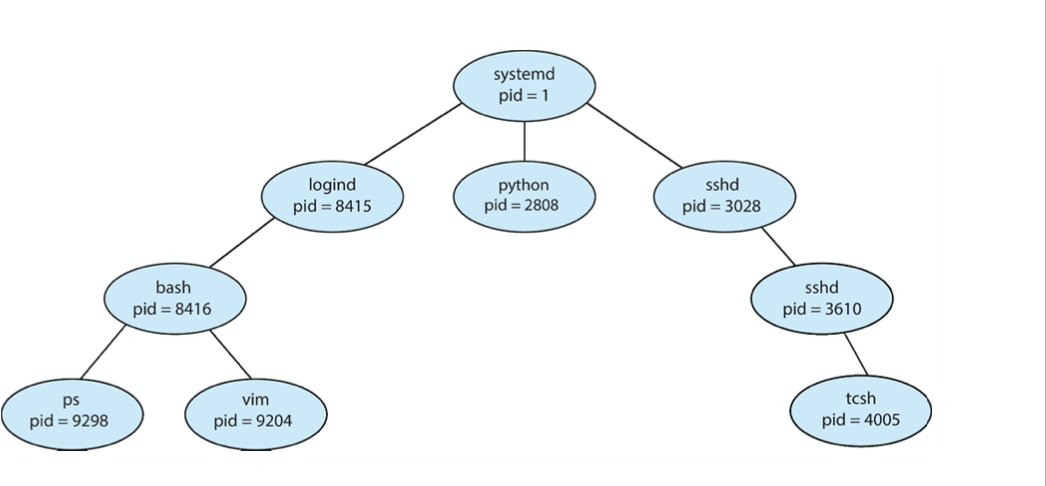 systemd
pid = 1
logind
pid = 8415
python
pid = 2808
sshd
pid = 3028
bash
pid = 8416
sshd
pid = 3610
ps
pid = 9298
vim
pid = 9204
tcsh
pid = 4005